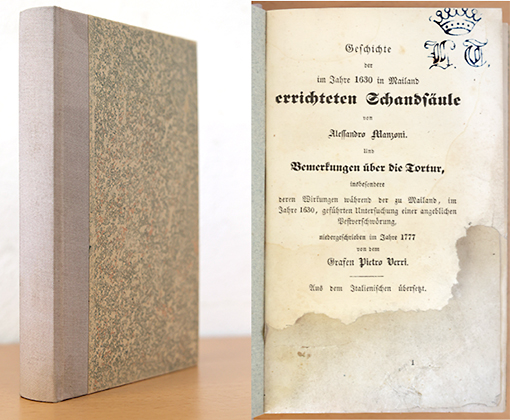 L. T.
Geschichte
der
im Jahre 1630 in Mailand
errichteten Schandsäule
von
Alessandro Manzoni.
Und
Bemerkungen über die Tortur,
insbesondere
deren Wirkungen während der zu Mailand, im
Jahre 1630, geführten Untersuchung einer angeblichen
Pestverschwörung.
niedergeschrieben im Jahre 1777
von dem
Grafen Pietro Verri.
Aus dem Italienischen übersetzt.
1